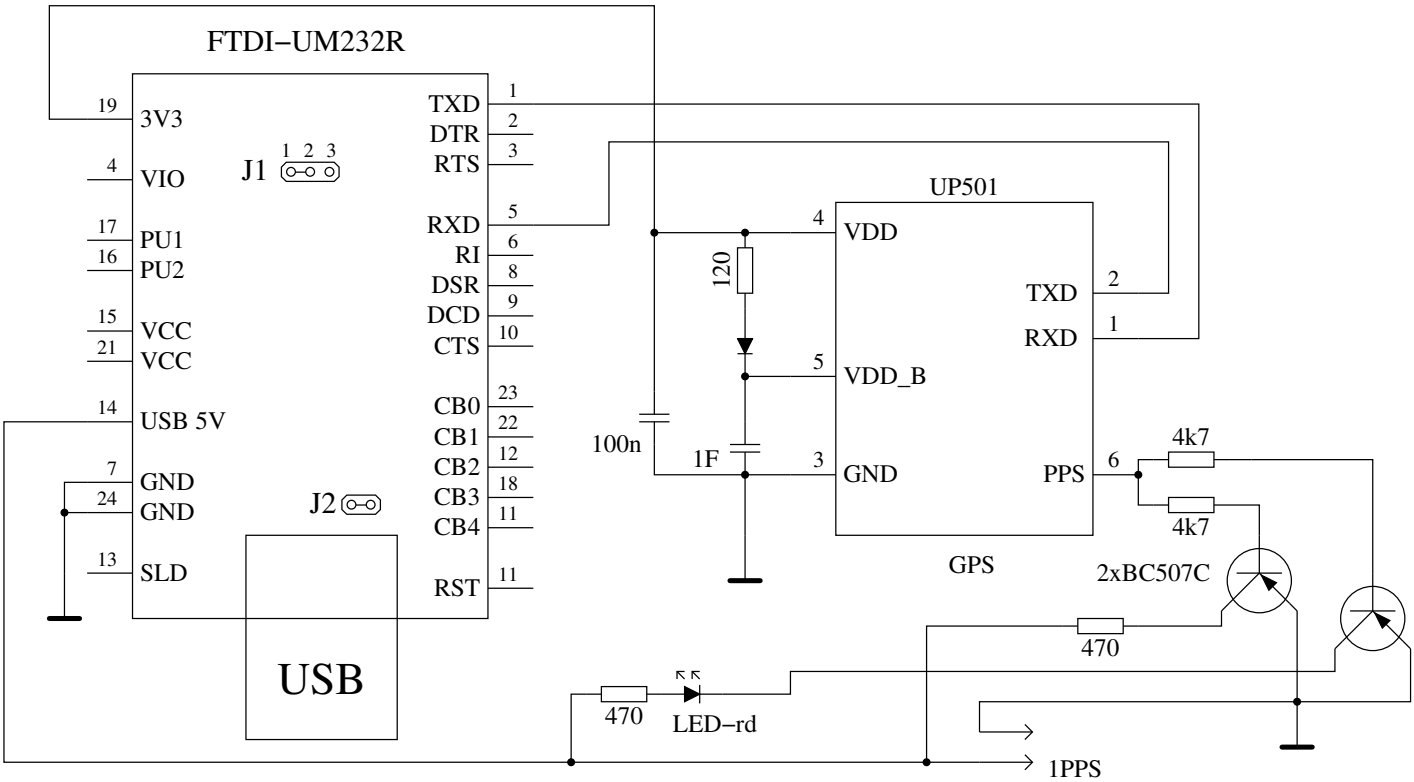 FTDI–UM232R
19 3V3
4 VIO
17 PU1
16 PU2
15 VCC
21 VCC
14 USB 5V
7 GND
24 GND
13 SLD
J1
1 2 3
J2
USB
TXD 1
DTR 2
RTS 3
RXD 5
RI 6
DSR 8
DCD 9
CTS 10
CB0 23
CB1 22
CB2 12
CB3 18
CB4 11
RST 11
100n
120
1F
UP501
4 VDD
5 VDD_B
3 GND
TXD 2
RXD 1
PPS 6
GPS
4k7
4k7
2xBC507C
470
470
LED–rd
1PPS